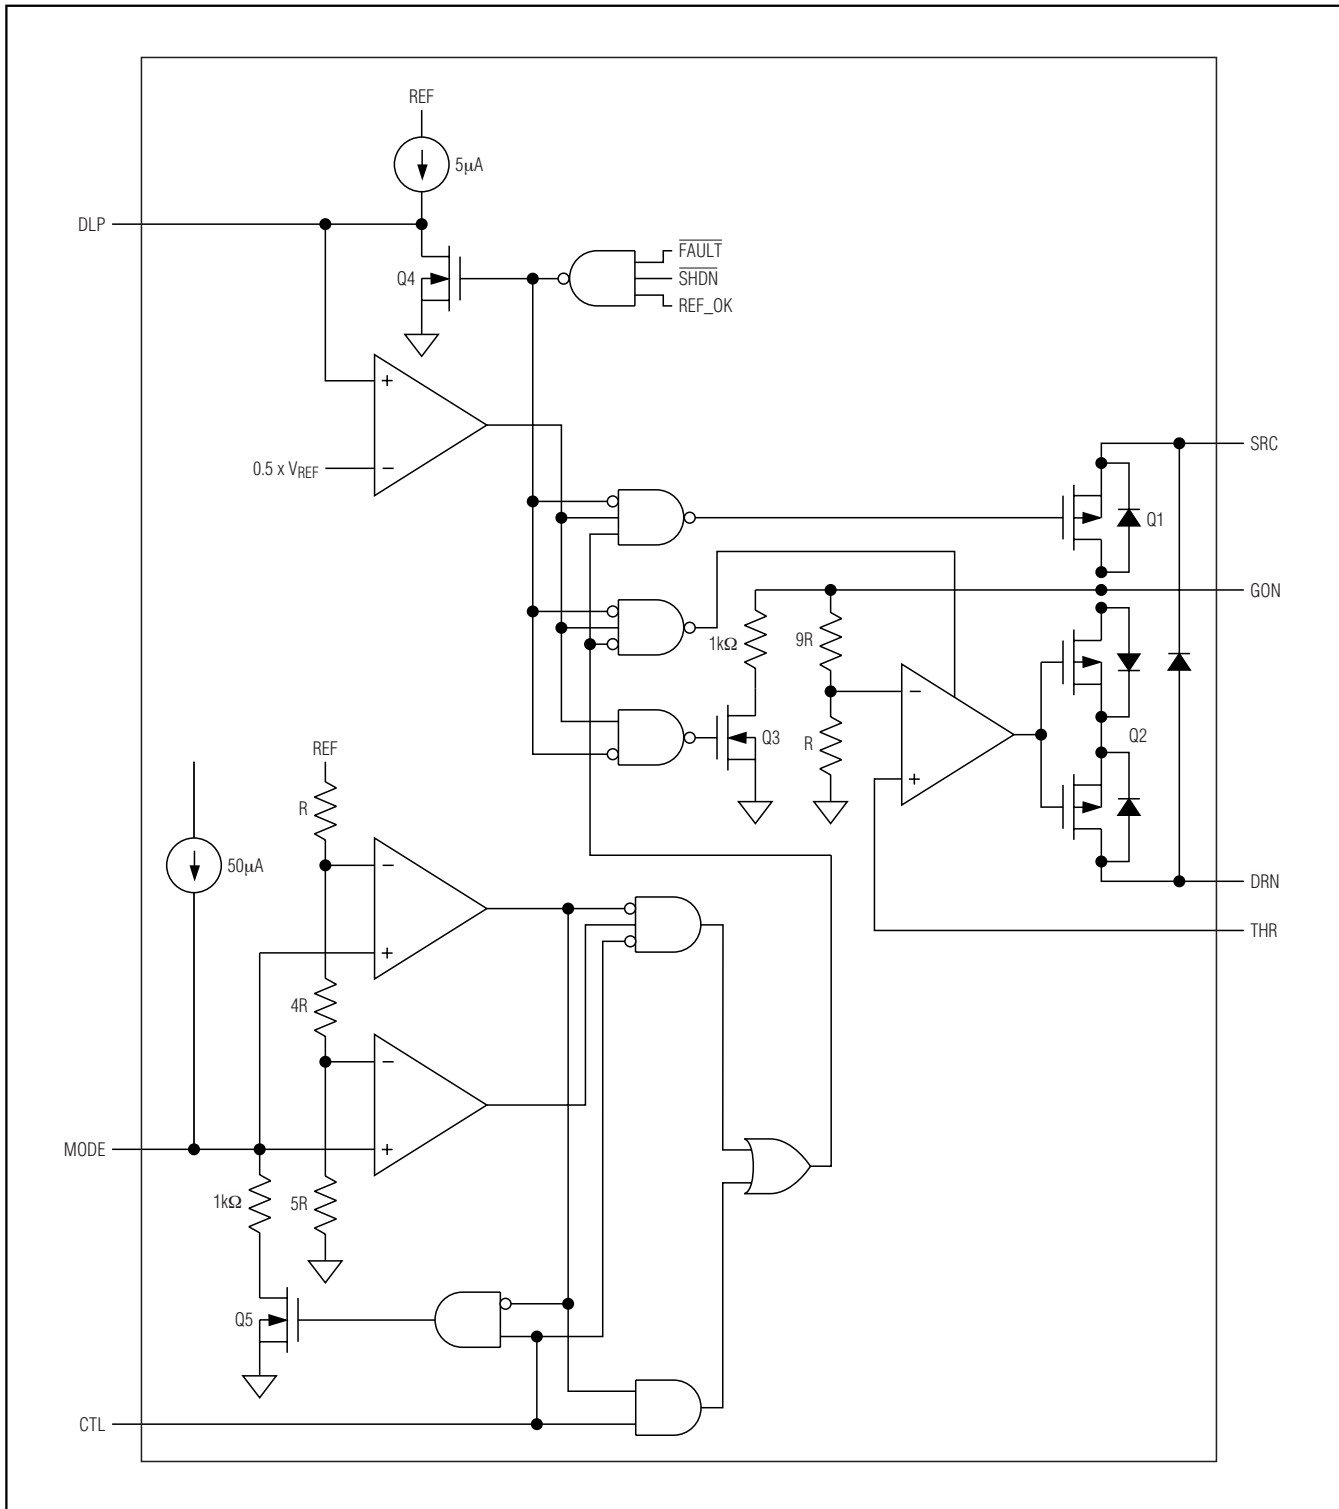 REF
5μA
DLP
FAULT
Q4
SHDN
REF_OK
+
0.5 x VREF
−
SRC
Q1
GON
1kΩ
9R
−
Q3
R
Q2
+
REF
R
50μA
−
DRN
THR
+
4R
−
MODE
+
1kΩ
5R
Q5
CTL